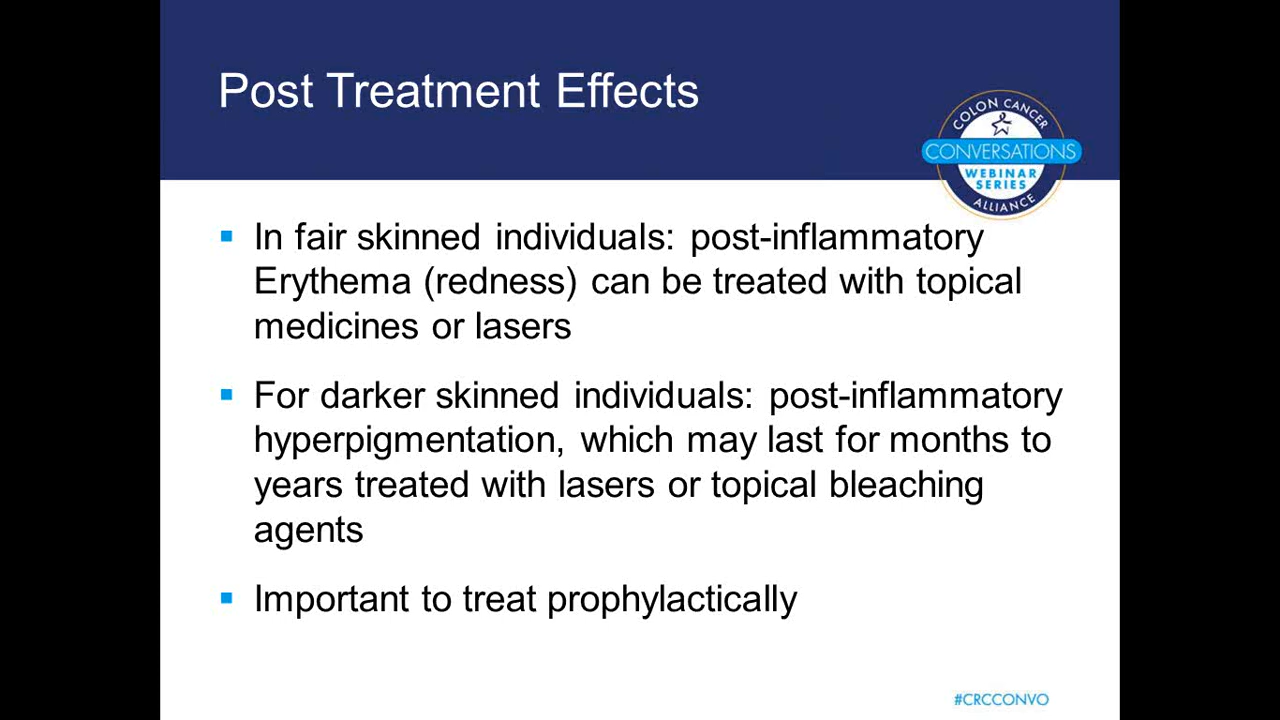 Post Treatment Effects
COLON CANCER
CONVERSATIONS
WEBINAR
SERIES
ALLIANCE
In fair skinned individuals: post-inflammatory
Erythema (redness) can be treated with topical
medicines or lasers
For darker skinned individuals: post-inflammatory
hyperpigmentation, which may last for months to
years treated with lasers or topical bleaching
agents
Important to treat prophylactically
#CRCCONVO